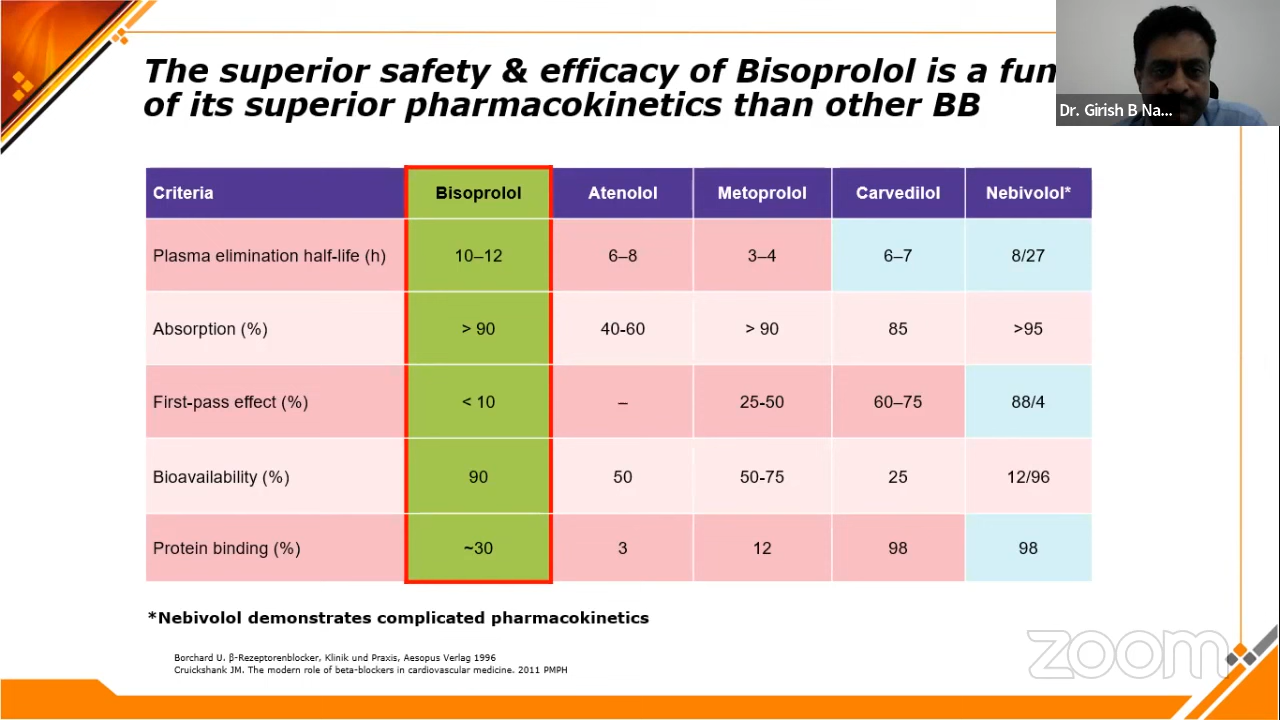 The superior safety & efficacy of Bisoprolol is a fun
of its superior pharmacokinetics than other BB
Dr. Girish B Na...
Criteria Bisoprolol Atenolol Metoprolol Carvedilol Nebivolol*
Plasma elimination half-life (h) 10–12 6–8 3–4 6–7 8/27
Absorption (%) > 90 40-60 > 90 85 >95
First-pass effect (%) < 10 – 25-50 60–75 88/4
Bioavailability (%) 90 50 50-75 25 12/96
Protein binding (%) ~30 3 12 98 98
*Nebivolol demonstrates complicated pharmacokinetics
Borchard U. β-Rezeptorenblocker, Klinik und Praxis, Aesopus Verlag 1996
Cruickshank JM. The modern role of beta-blockers in cardiovascular medicine. 2011 PMPH
zoom